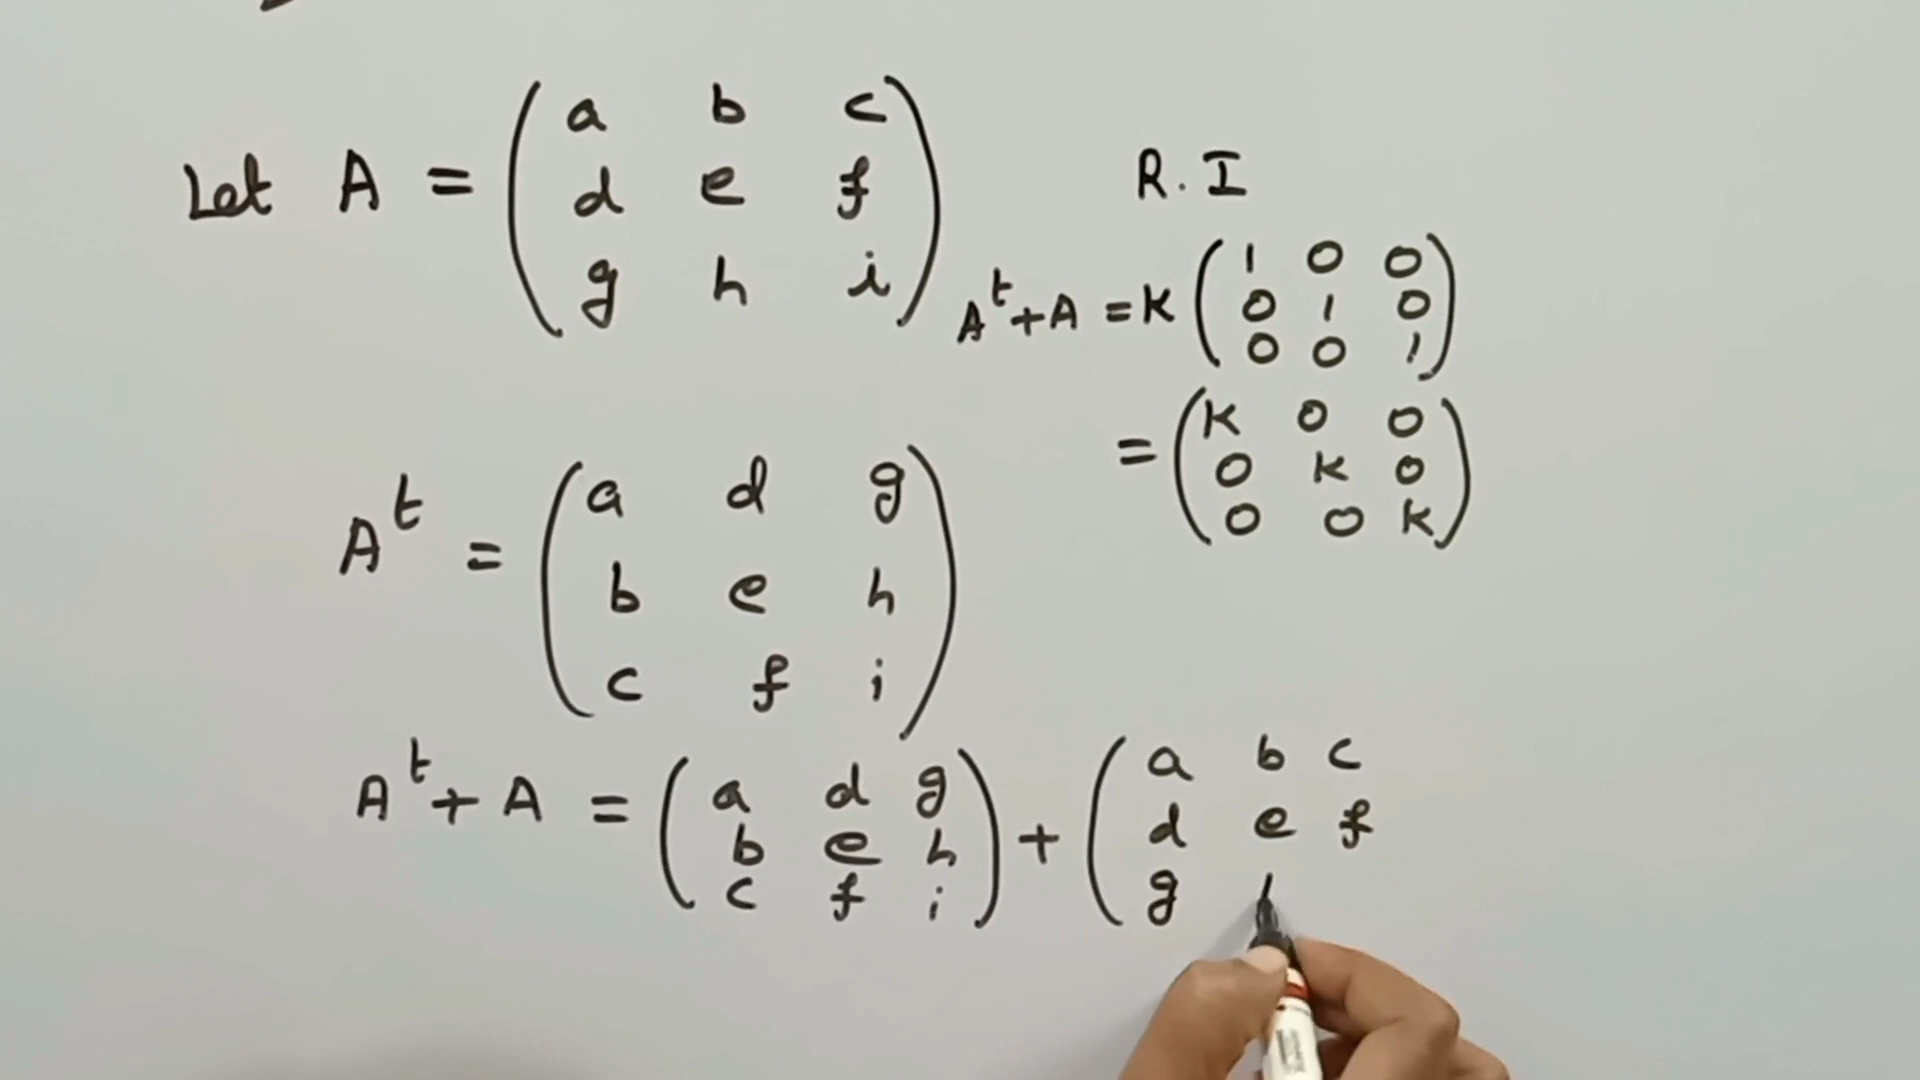 Let A = ( a b c
d e f
g h i )
R. I
A^t + A = K ( 1 0 0
0 1 0
0 0 1 )
= ( K 0 0
0 K 0
0 0 K )
A^t = ( a d g
b e h
c f i )
A^t + A = ( a d g
b e h
c f i ) + ( a b c
d e f
g